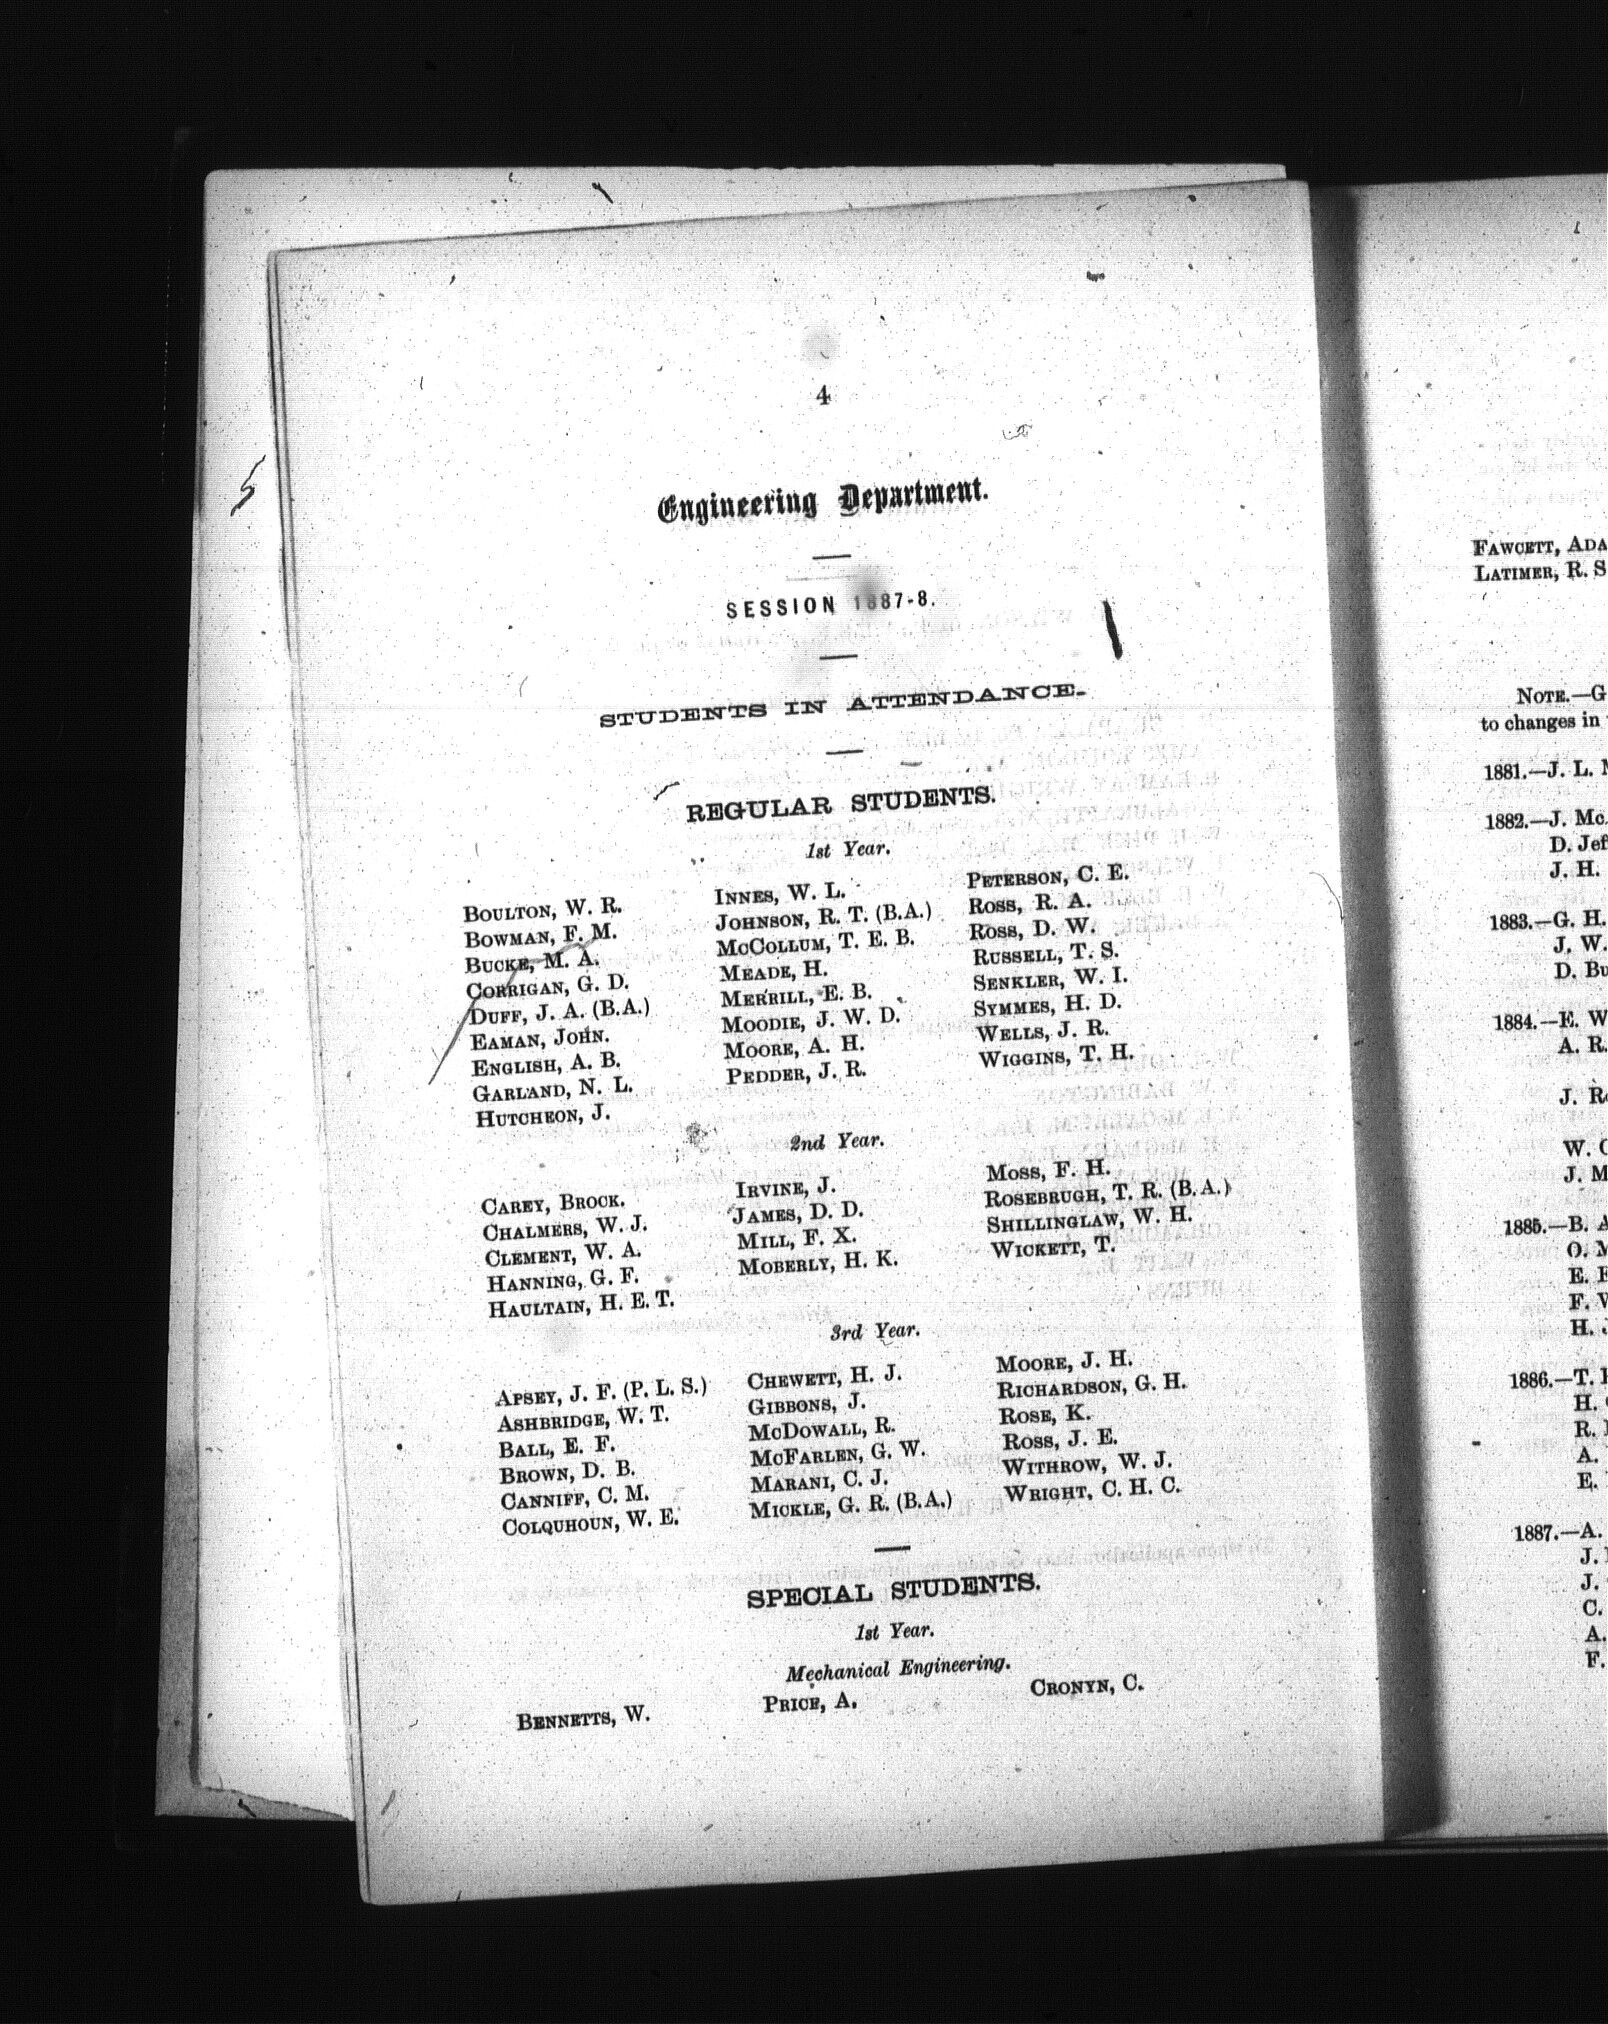 4
Engineering Department.
SESSION 1887-8.
STUDENTS IN ATTENDANCE.
REGULAR STUDENTS.
1st Year.
BOULTON, W. R.
BOWMAN, F. M.
BUCKE, M. A.
CORRIGAN, G. D.
DUFF, J. A. (B.A.)
EAMAN, JOHN.
ENGLISH, A. B.
GARLAND, N. L.
HUTCHEON, J.
INNES, W. L.
JOHNSON, R. T. (B.A.)
MCCOLLUM, T. E. B.
MEADE, H.
MERRILL, E. B.
MOODIE, J. W. D.
MOORE, A. H.
PEDDER, J. R.
PETERSON, C. E.
ROSS, R. A.
ROSS, D. W.
RUSSELL, T. S.
SENKLER, W. I.
SYMMES, H. D.
WELLS, J. R.
WIGGINS, T. H.
2nd Year.
CAREY, BROCK.
CHALMERS, W. J.
CLEMENT, W. A.
HANNING, G. F.
HAULTAIN, H. E. T.
IRVINE, J.
JAMES, D. D.
MILL, F. X.
MOBERLY, H. K.
MOSS, F. H.
ROSEBRUGH, T. R. (B.A.)
SHILLINGLAW, W. H.
WICKETT, T.
3rd Year.
APSEY, J. F. (P. L. S.)
ASHBRIDGE, W. T.
BALL, E. F.
BROWN, D. B.
CANNIFF, C. M.
COLQUHOUN, W. E.
CHEWETT, H. J.
GIBBONS, J.
MCDOWALL, R.
MCFARLEN, G. W.
MARANI, C. J.
MICKLE, G. R. (B.A.)
MOORE, J. H.
RICHARDSON, G. H.
ROSE, K.
ROSS, J. E.
WITHROW, W. J.
WRIGHT, C. H. C.
SPECIAL STUDENTS.
1st Year.
Mechanical Engineering.
BENNETTS, W.
PRICE, A.
CRONYN, C.
FAWCETT, ADA
LATIMER, R. S
NOTE.—G
to changes in
1881.—J. L.
1882.—J. Mc
D. Jef
J. H.
1883.—G. H.
J. W.
D. Bu
1884.—E. W
A. R.
J. R
W. C
J. M
1885.—B. A
O. M
E. E
F. W
H. J
1886.—T.
H.
R.
A.
E.
1887.—A.
J.
J.
C.
A.
F.